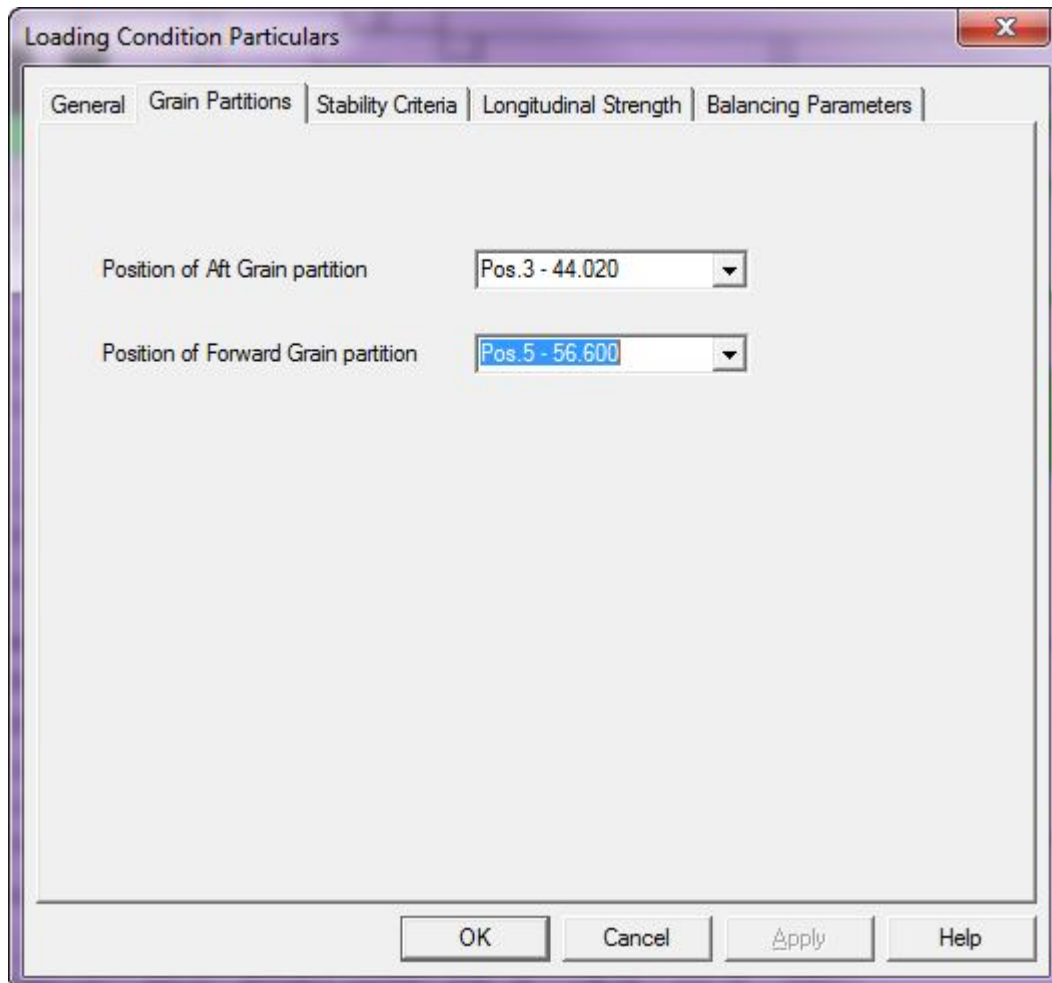 Loading Condition Particulars
General Grain Partitions Stability Criteria Longitudinal Strength Balancing Parameters
Position of Aft Grain partition Pos.3 - 44.020
Position of Forward Grain partition Pos.5 - 56.600
OK Cancel Apply Help